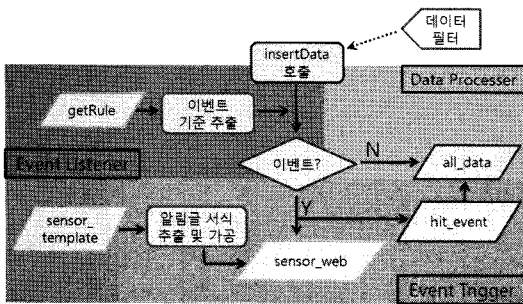 데이터
필터
insertData
호출
Data Processer
getRule
이벤트
기준 추출
Event Listener
이벤트?
N
all_data
Y
sensor_
template
알림글 서식
추출 및 가공
sensor_web
hit_event
Event Trigger